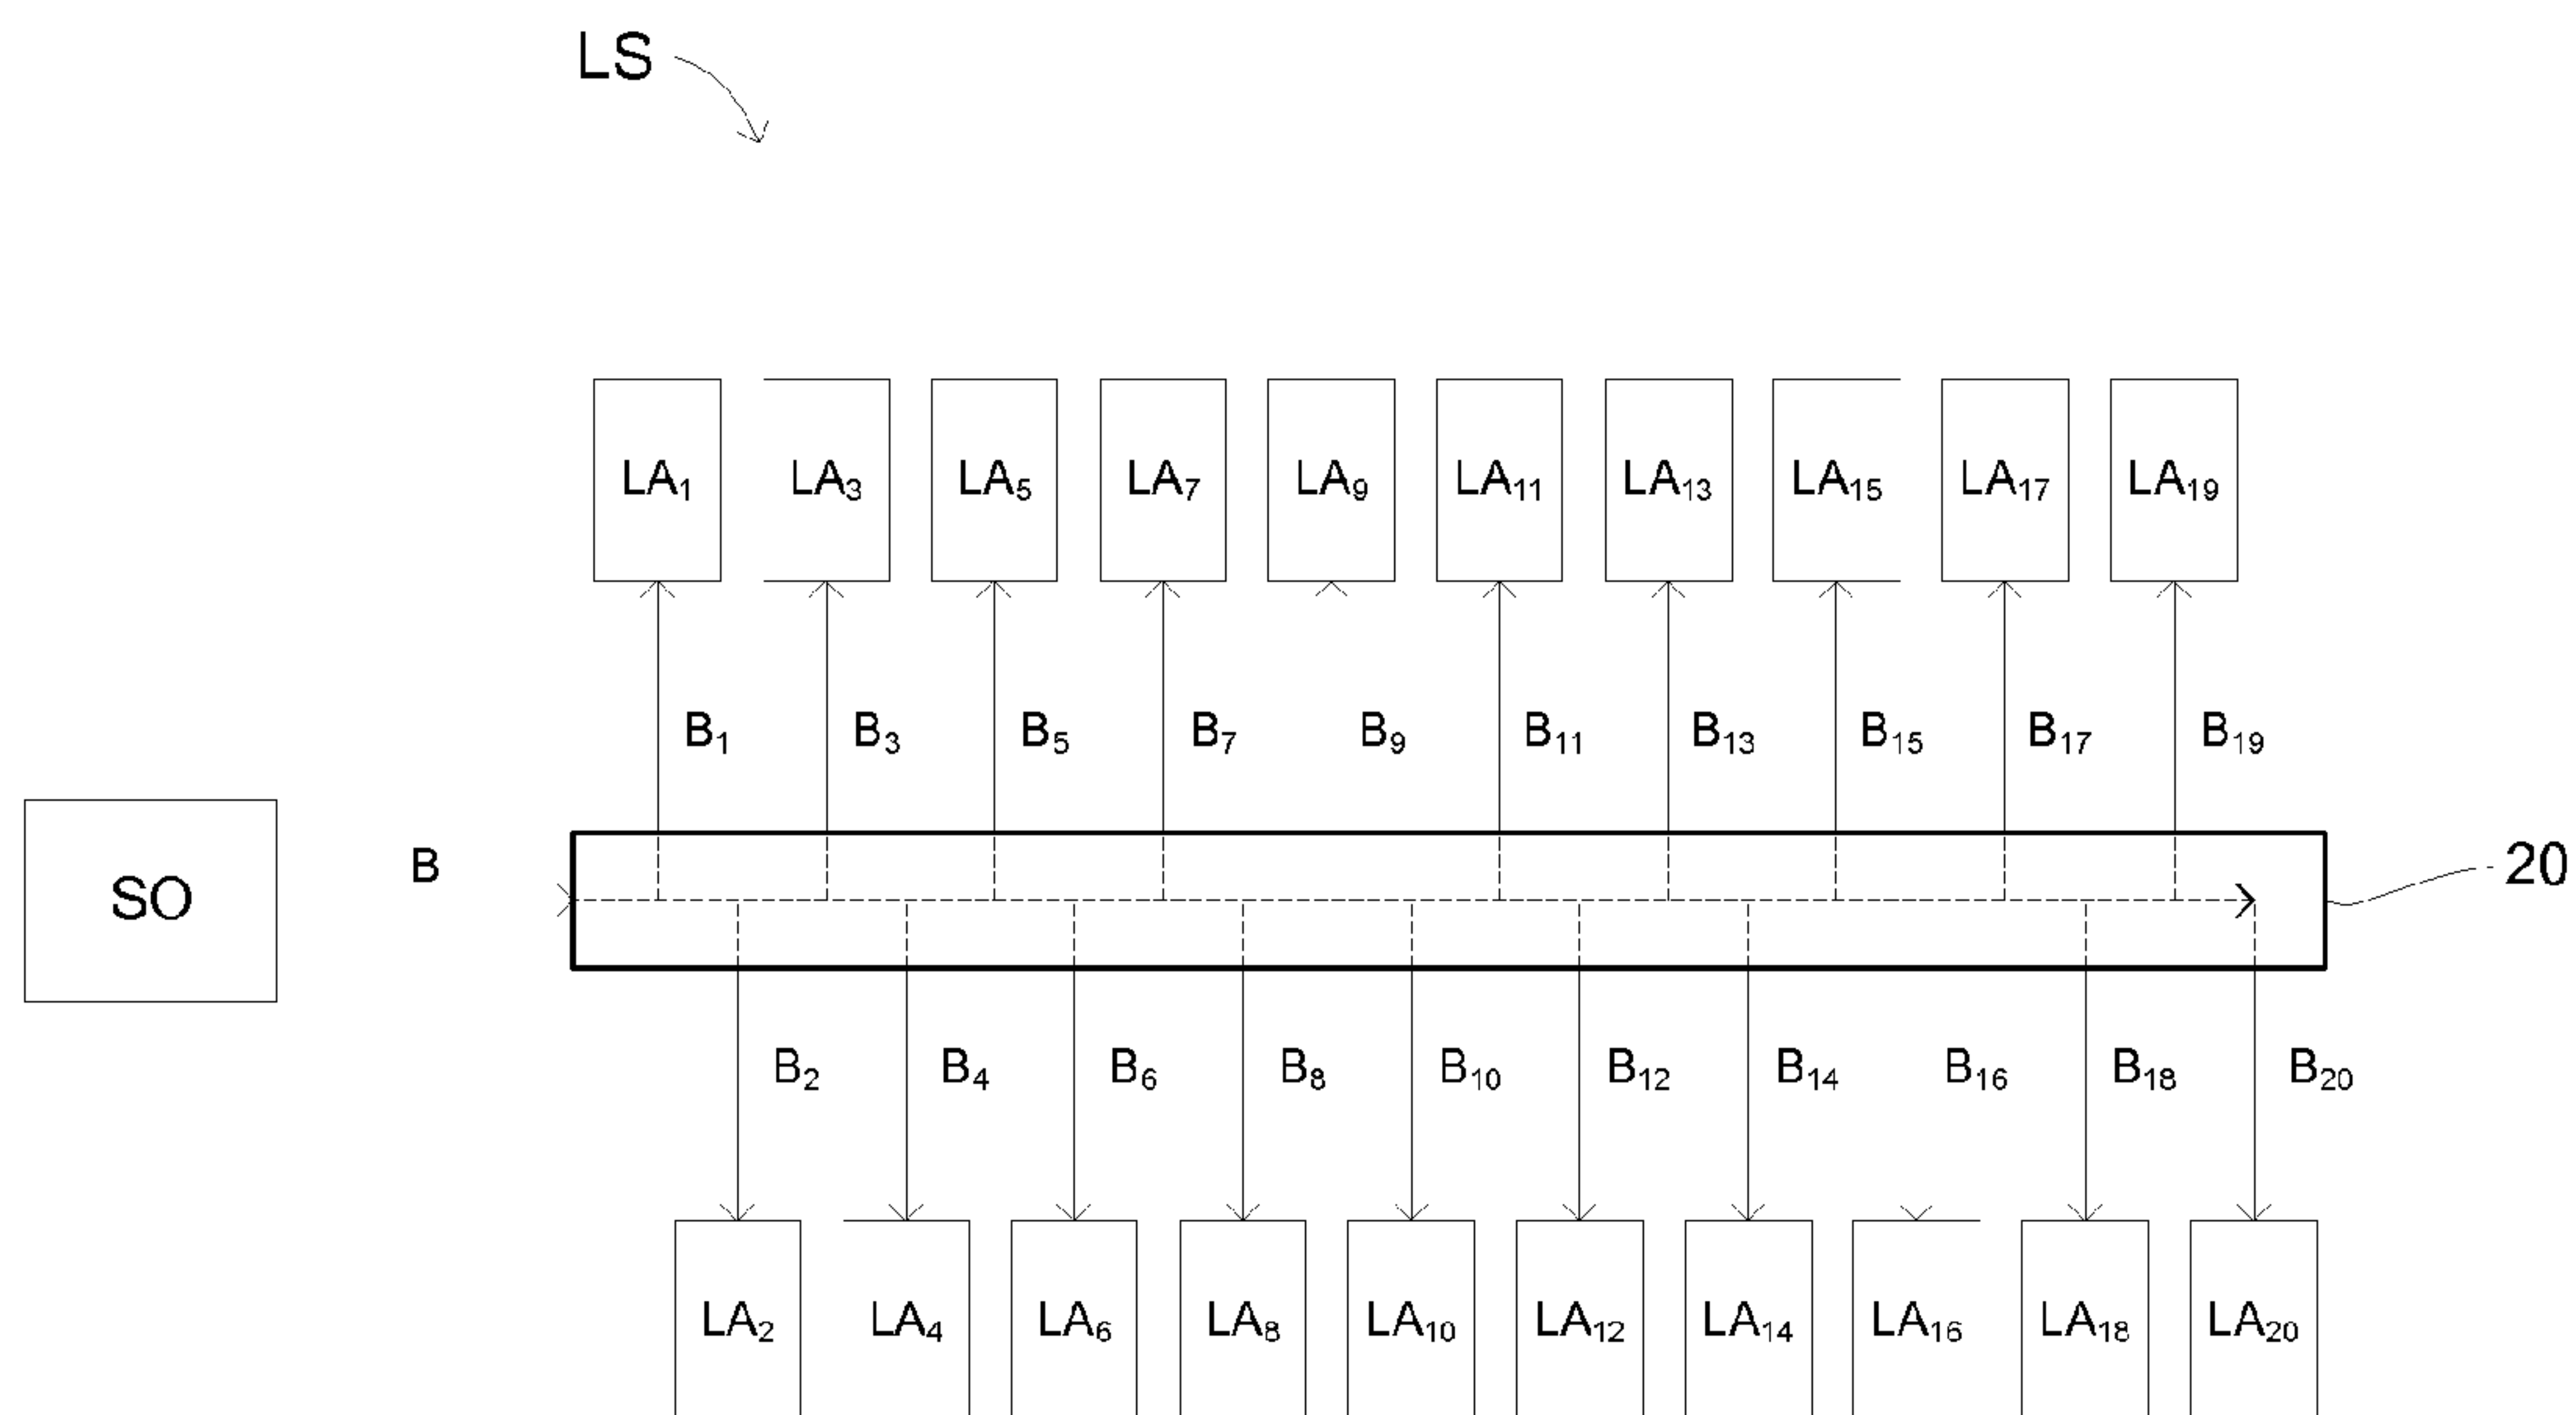 LS
LA1 LA3 LA5 LA7 LA9 LA11 LA13 LA15 LA17 LA19
B1 B3 B5 B7 B9 B11 B13 B15 B17 B19
SO B 20
B2 B4 B6 B8 B10 B12 B14 B16 B18 B20
LA2 LA4 LA6 LA8 LA10 LA12 LA14 LA16 LA18 LA20